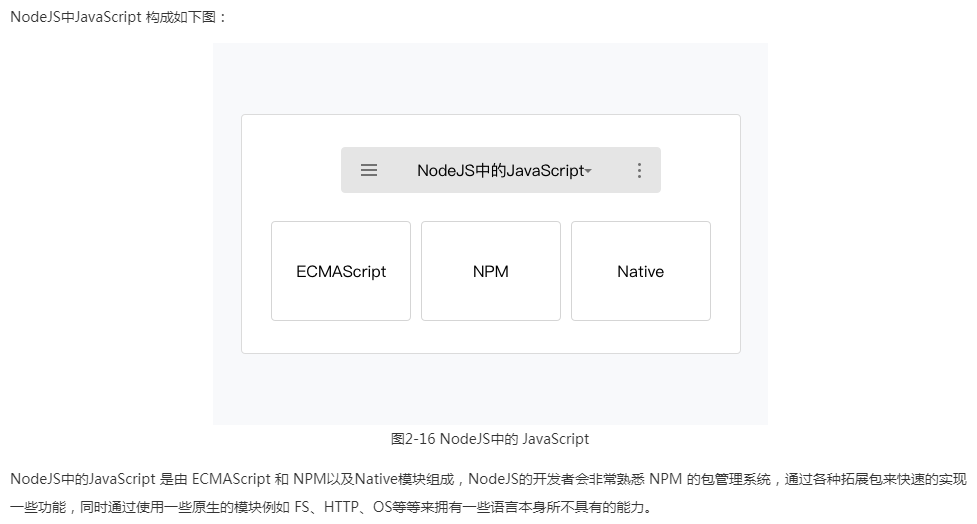 NodeJS中JavaScript 构成如下图：
NodeJS中的JavaScript
ECMAScript
NPM
Native
图2-16 NodeJS中的 JavaScript
NodeJS中的JavaScript 是由 ECMAScript 和 NPM以及Native模块组成，NodeJS的开发者会非常熟悉 NPM 的包管理系统，通过各种拓展包来快速的实现
一些功能，同时通过使用一些原生的模块例如 FS、HTTP、OS等等来拥有一些语言本身所不具有的能力。